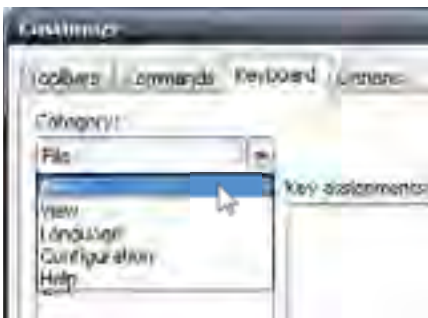 Customize
Toolbars Commands Keyboard Options
Category:
File
View
Language
Configuration
Help
Key assignments: